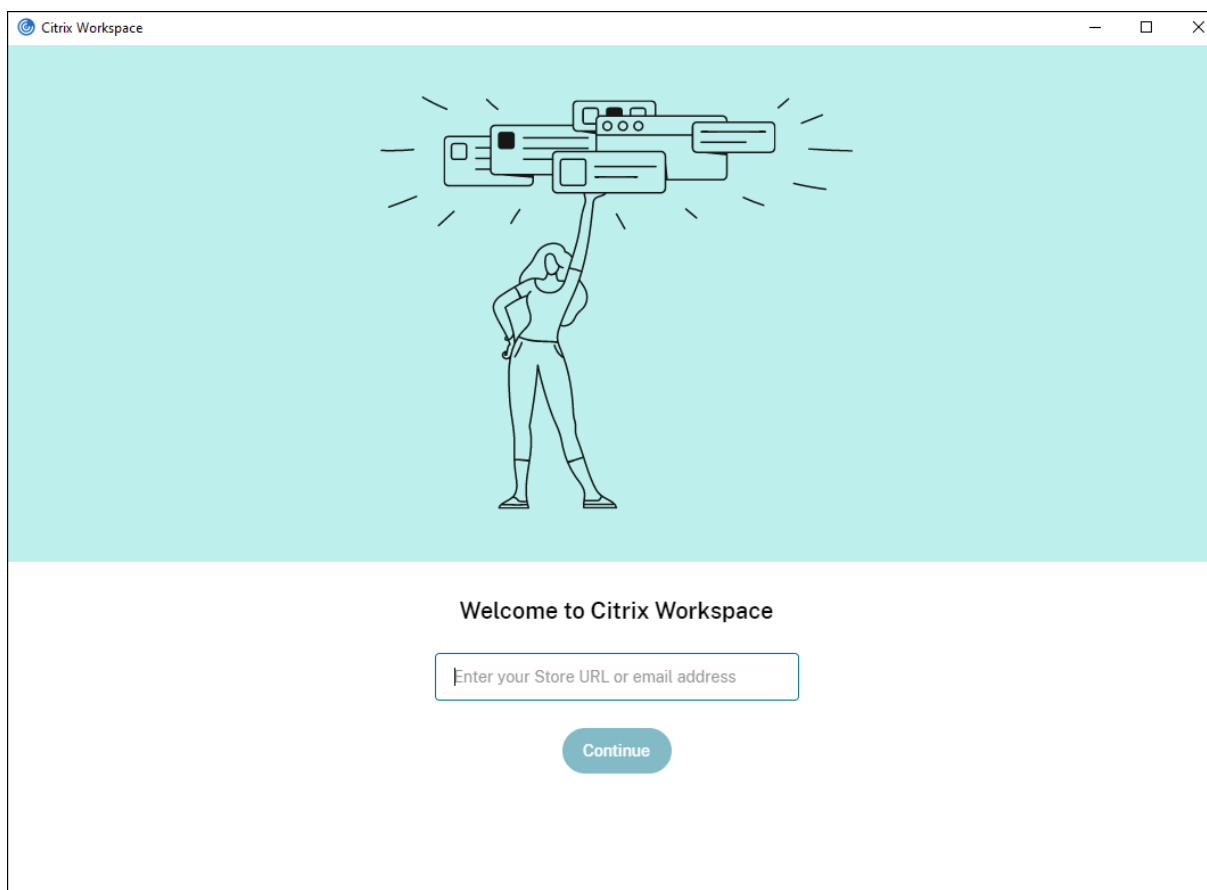 Citrix Workspace
Welcome to Citrix Workspace
Enter your Store URL or email address
Continue